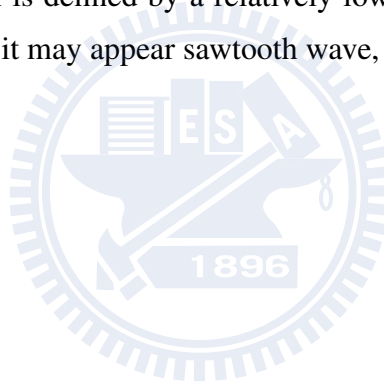 is defined by a relatively low
it may appear sawtooth wave,
E S A
1896